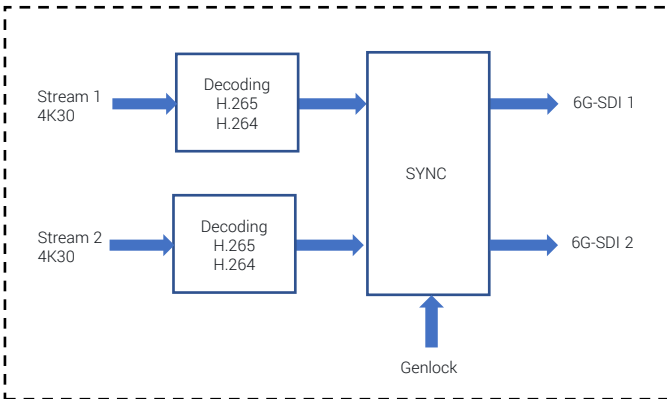 Stream 1
4K30
Decoding
H.265
H.264
6G-SDI 1
SYNC
Stream 2
4K30
Decoding
H.265
H.264
6G-SDI 2
Genlock